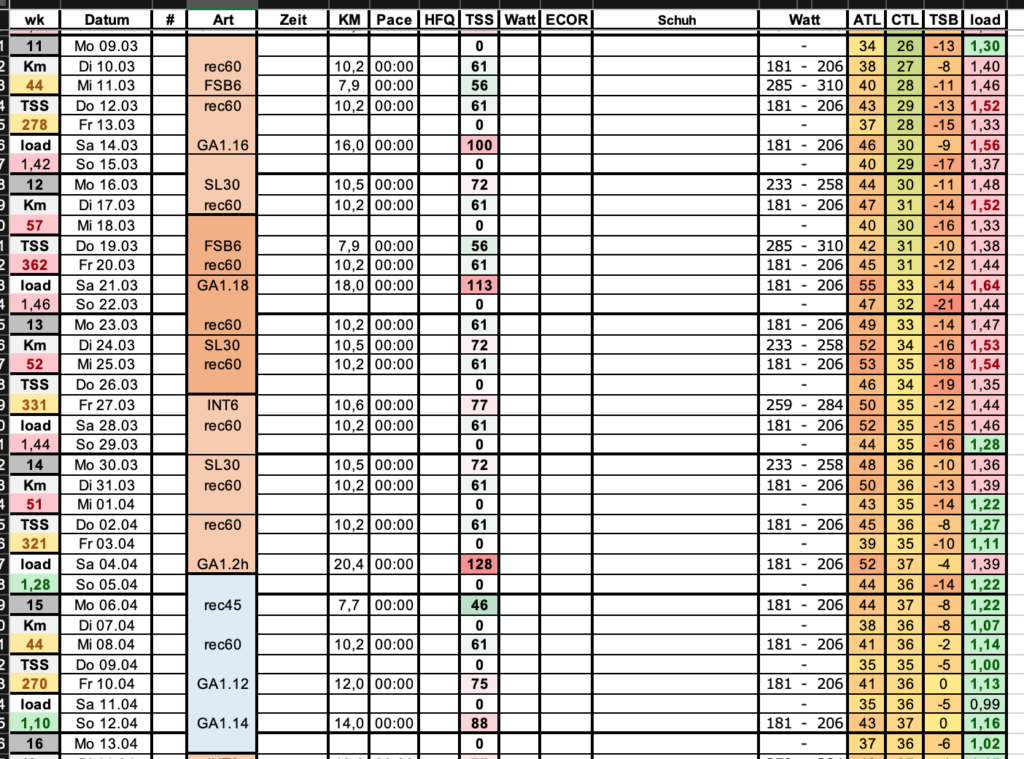 wk Datum # Art Zeit KM Pace HFQ TSS Watt ECOR Schuh Watt ATL CTL TSB load
11 Mo 09.03 0 - 34 26 -13 1,30
Km Di 10.03 rec60 10,2 00:00 61 181 - 206 38 27 -8 1,40
44 Mi 11.03 FSB6 7,9 00:00 56 285 - 310 40 28 -11 1,46
TSS Do 12.03 rec60 10,2 00:00 61 181 - 206 43 29 -13 1,52
278 Fr 13.03 0 - 37 28 -15 1,33
load Sa 14.03 GA1.16 16,0 00:00 100 181 - 206 46 30 -9 1,56
1,42 So 15.03 0 - 40 29 -17 1,37
12 Mo 16.03 SL30 10,5 00:00 72 233 - 258 44 30 -11 1,48
Km Di 17.03 rec60 10,2 00:00 61 181 - 206 47 31 -14 1,52
57 Mi 18.03 0 - 40 30 -16 1,33
TSS Do 19.03 FSB6 7,9 00:00 56 285 - 310 42 31 -10 1,38
362 Fr 20.03 rec60 10,2 00:00 61 181 - 206 45 31 -12 1,44
load Sa 21.03 GA1.18 18,0 00:00 113 181 - 206 55 33 -14 1,64
1,46 So 22.03 0 - 47 32 -21 1,44
13 Mo 23.03 rec60 10,2 00:00 61 181 - 206 49 33 -14 1,47
Km Di 24.03 SL30 10,5 00:00 72 233 - 258 52 34 -16 1,53
52 Mi 25.03 rec60 10,2 00:00 61 181 - 206 53 35 -18 1,54
TSS Do 26.03 0 - 46 34 -19 1,35
331 Fr 27.03 INT6 10,6 00:00 77 259 - 284 50 35 -12 1,44
load Sa 28.03 rec60 10,2 00:00 61 181 - 206 52 35 -15 1,46
1,44 So 29.03 0 - 44 35 -16 1,28
14 Mo 30.03 SL30 10,5 00:00 72 233 - 258 48 36 -10 1,36
Km Di 31.03 rec60 10,2 00:00 61 181 - 206 50 36 -13 1,39
51 Mi 01.04 0 - 43 35 -14 1,22
TSS Do 02.04 rec60 10,2 00:00 61 181 - 206 45 36 -8 1,27
321 Fr 03.04 0 - 39 35 -10 1,11
load Sa 04.04 GA1.2h 20,4 00:00 128 181 - 206 52 37 -4 1,39
1,28 So 05.04 0 - 44 36 -14 1,22
15 Mo 06.04 rec45 7,7 00:00 46 181 - 206 44 37 -8 1,22
Km Di 07.04 0 - 38 36 -8 1,07
44 Mi 08.04 rec60 10,2 00:00 61 181 - 206 41 36 -2 1,14
TSS Do 09.04 0 - 35 35 -5 1,00
270 Fr 10.04 GA1.12 12,0 00:00 75 181 - 206 41 36 0 1,13
load Sa 11.04 0 - 35 36 -5 0,99
1,10 So 12.04 GA1.14 14,0 00:00 88 181 - 206 43 37 0 1,16
16 Mo 13.04 0 - 37 36 -6 1,02